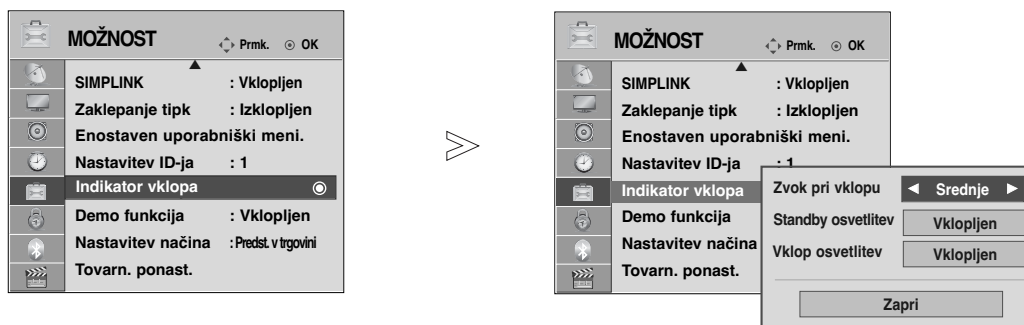 MOŽNOST Prmk. OK
SIMPLINK : Vklopljen
Zaklepanje tipk : Izklopljen
Enostaven uporabniški meni.
Nastavitev ID-ja : 1
Indikator vklopa
Demo funkcija : Vklopljen
Nastavitev načina : Predst. v trgovini
Tovarn. ponast.
MOŽNOST Prmk. OK
SIMPLINK : Vklopljen
Zaklepanje tipk : Izklopljen
Enostaven uporabniški meni.
Nastavitev ID-ja : 1
Indikator vklopa
Demo funkcija
Nastavitev načina
Tovarn. ponast.
Zvok pri vklopu ◄ Srednje ►
Standby osvetlitev Vklopljen
Vklop osvetlitev Vklopljen
Zapri